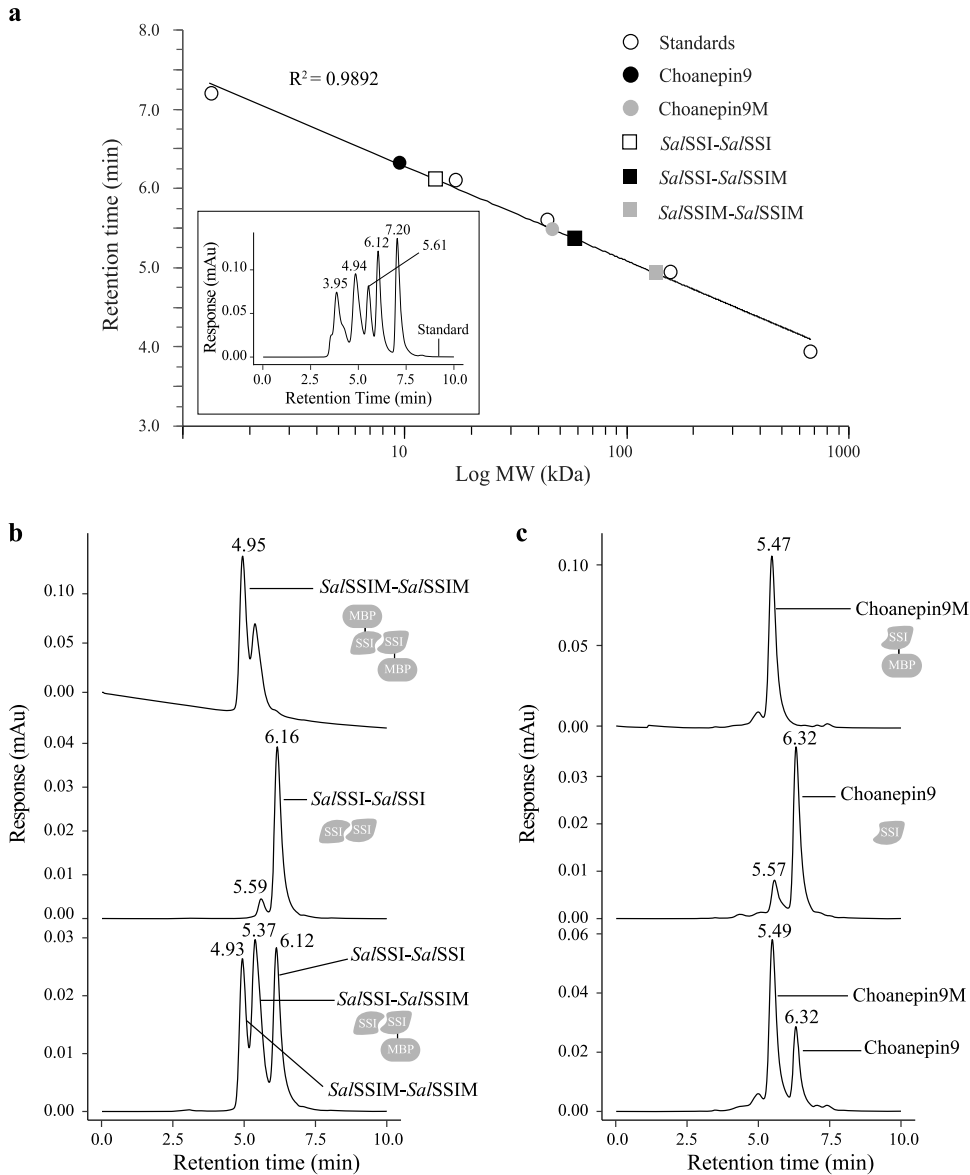 a
8.0
7.0
6.0
5.0
4.0
3.0
Retention time (min)
10
100
1000
Log MW (kDa)
R² = 0.9892
Standards
Choanepin9
Choanepin9M
SalSSI-SalSSI
SalSSI-SalSSIM
SalSSIM-SalSSIM
3.95
4.94
6.12
7.20
5.61
Standard
0.10
0.05
0.00
Response (mAu)
0.0 2.5 5.0 7.5 10.0
Retention Time (min)
b
Response (mAu)
4.95
SalSSIM-SalSSIM
MBP
SSI SSI
MBP
0.10
0.05
0.00
6.16
SalSSI-SalSSI
SSI SSI
5.59
0.04
0.03
0.02
0.01
0.00
4.93
5.37
6.12
SalSSI-SalSSI
SalSSI-SalSSIM
SSI SSI
MBP
SalSSIM-SalSSIM
0.03
0.02
0.01
0.00
0.0 2.5 5.0 7.5 10.0
Retention time (min)
c
Response (mAu)
5.47
Choanepin9M
SSI
MBP
0.10
0.05
0.00
6.32
Choanepin9
SSI
5.57
0.03
0.02
0.01
0.00
5.49
Choanepin9M
6.32
Choanepin9
0.06
0.04
0.02
0.00
0.0 2.5 5.0 7.5 10.0
Retention time (min)